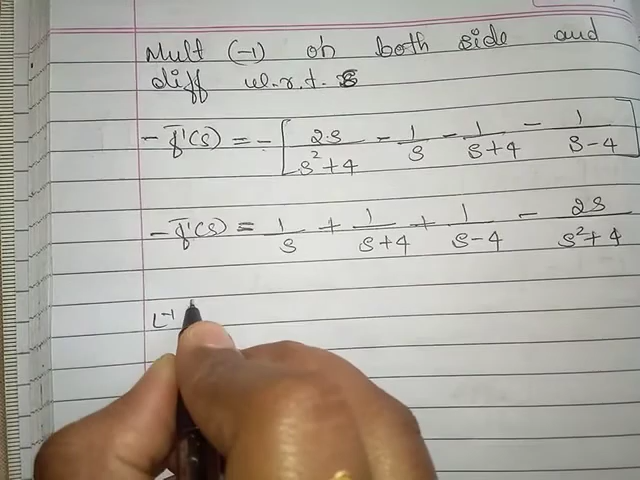 Mult (-1) on both side and
diff w.r.t. s
-f̄'(s) = -[2s/(s²+4) - 1/s - 1/(s+4) - 1/(s-4)]
-f̄'(s) = 1/s + 1/(s+4) + 1/(s-4) - 2s/(s²+4)
L⁻¹